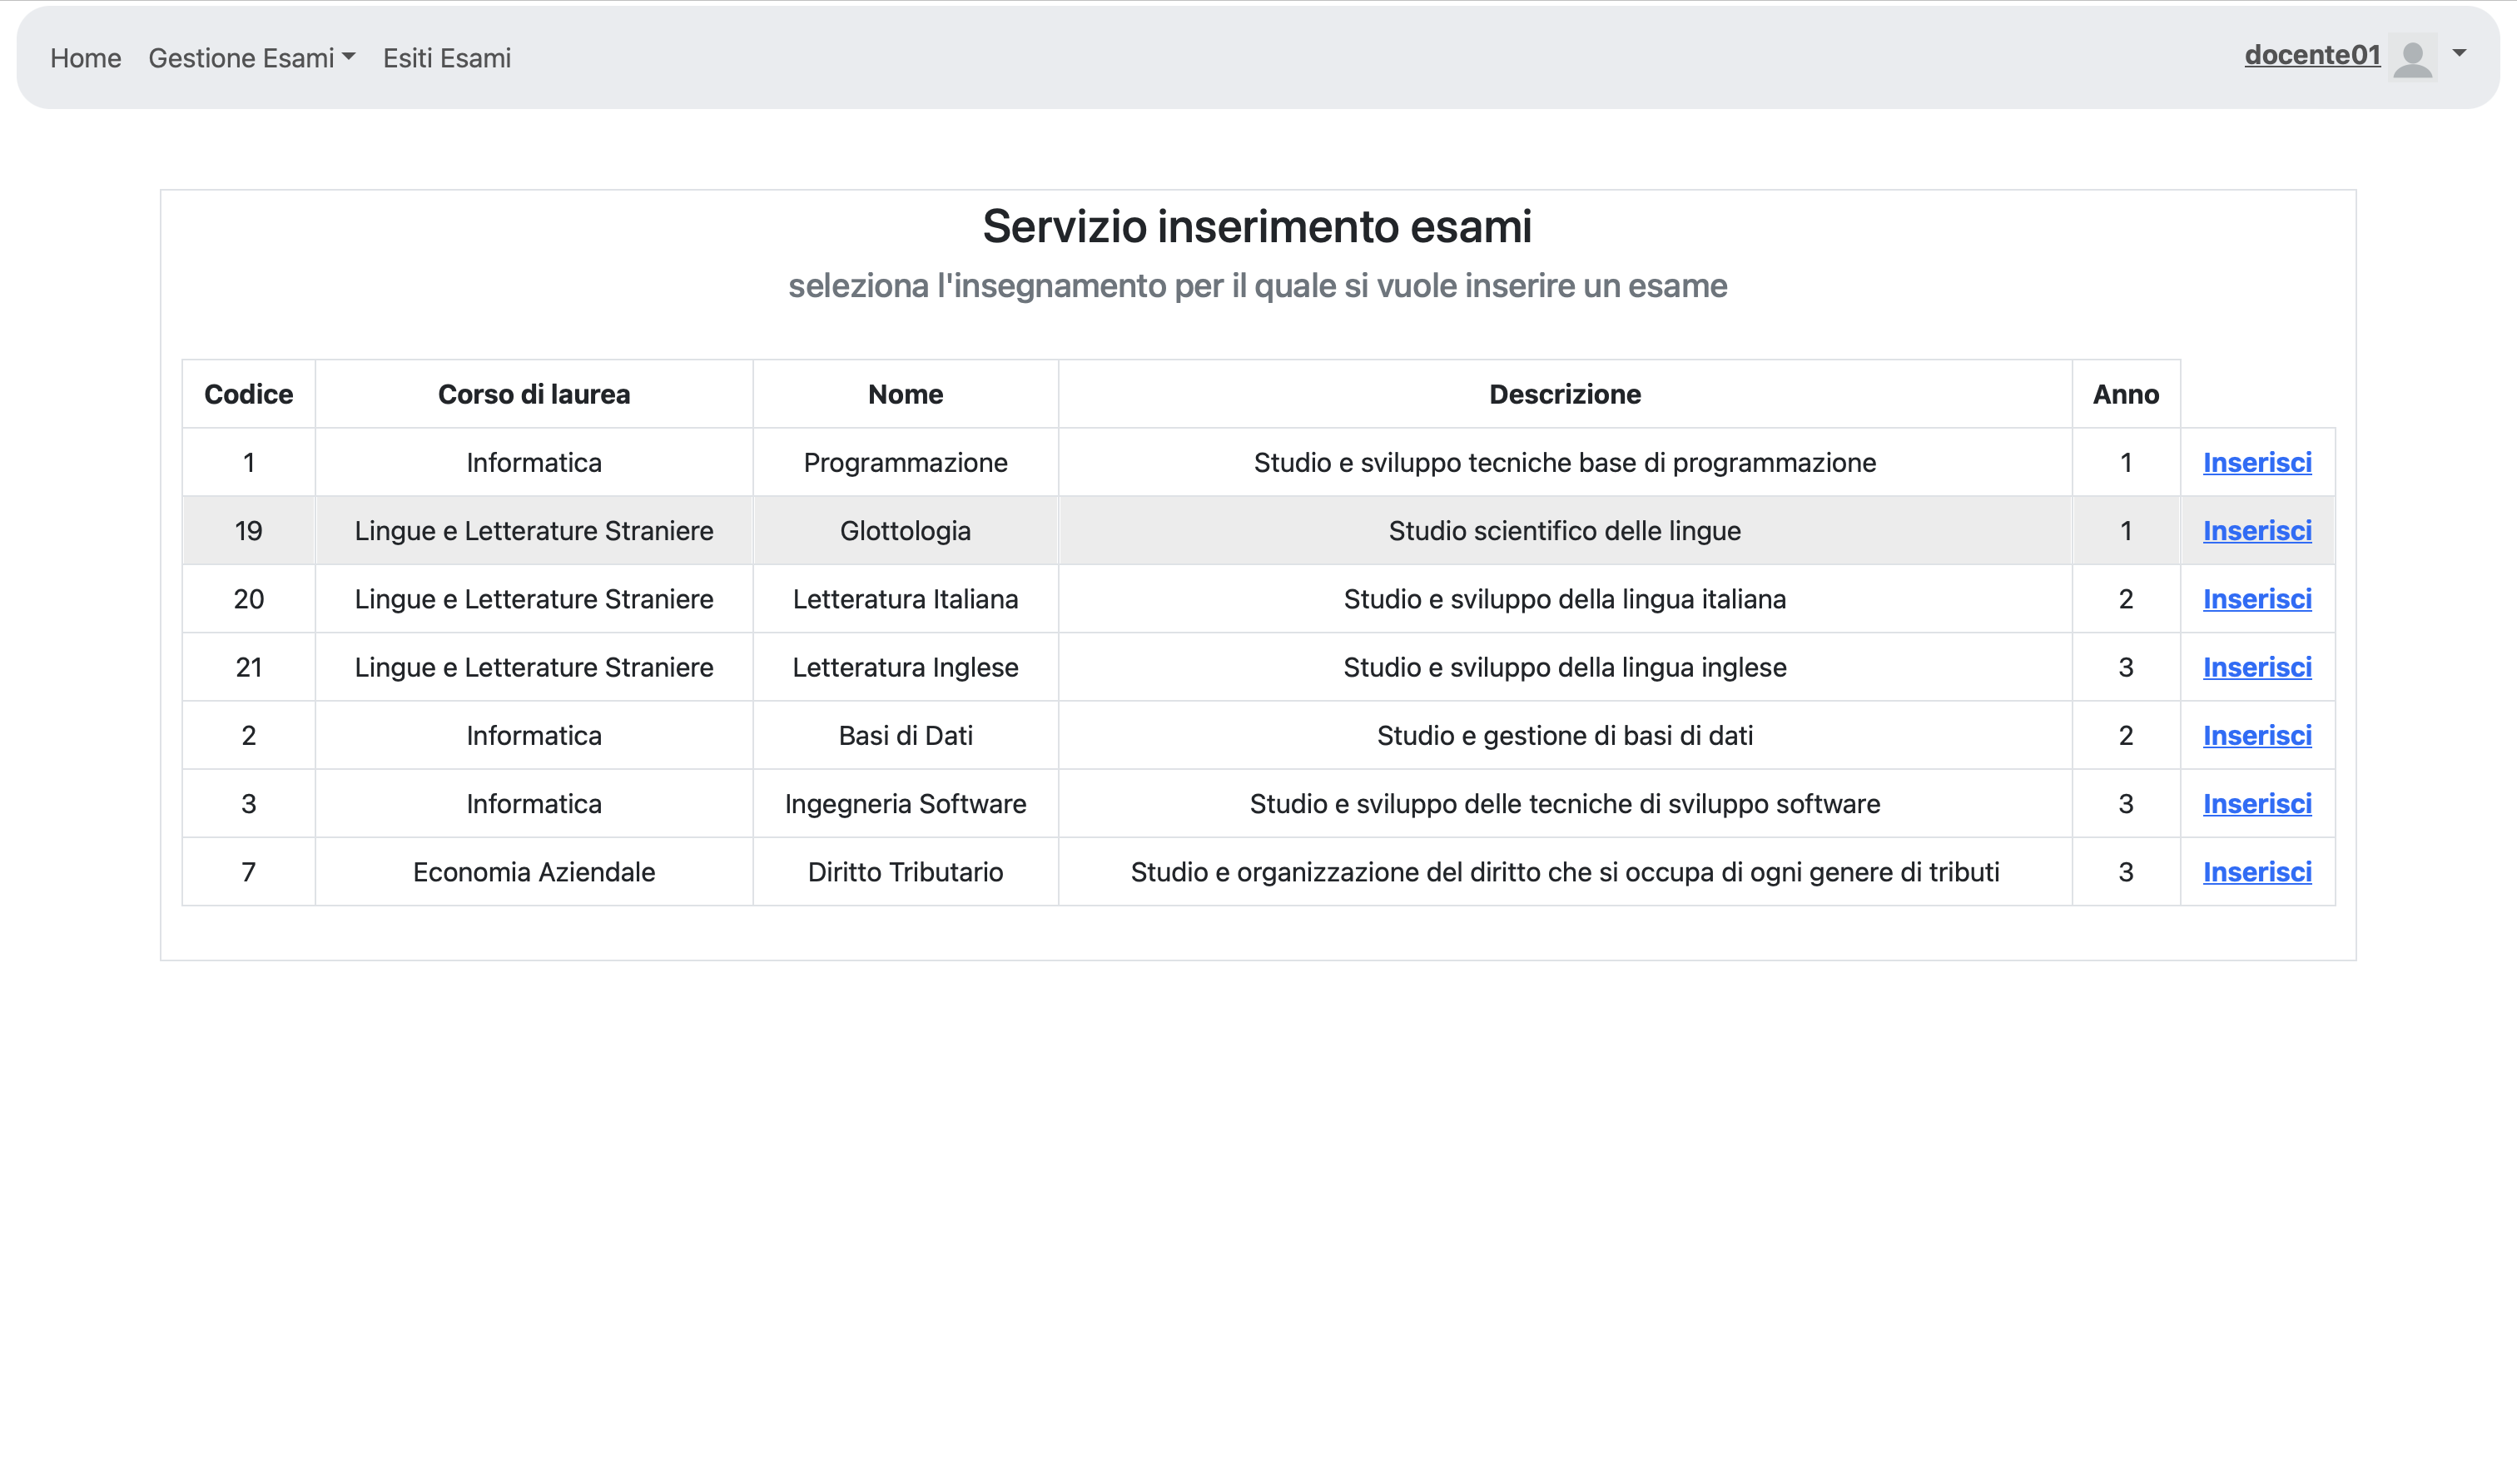 Home Gestione Esami Esiti Esami docente01
Servizio inserimento esami
seleziona l'insegnamento per il quale si vuole inserire un esame
Codice Corso di laurea Nome Descrizione Anno
1 Informatica Programmazione Studio e sviluppo tecniche base di programmazione 1 Inserisci
19 Lingue e Letterature Straniere Glottologia Studio scientifico delle lingue 1 Inserisci
20 Lingue e Letterature Straniere Letteratura Italiana Studio e sviluppo della lingua italiana 2 Inserisci
21 Lingue e Letterature Straniere Letteratura Inglese Studio e sviluppo della lingua inglese 3 Inserisci
2 Informatica Basi di Dati Studio e gestione di basi di dati 2 Inserisci
3 Informatica Ingegneria Software Studio e sviluppo delle tecniche di sviluppo software 3 Inserisci
7 Economia Aziendale Diritto Tributario Studio e organizzazione del diritto che si occupa di ogni genere di tributi 3 Inserisci